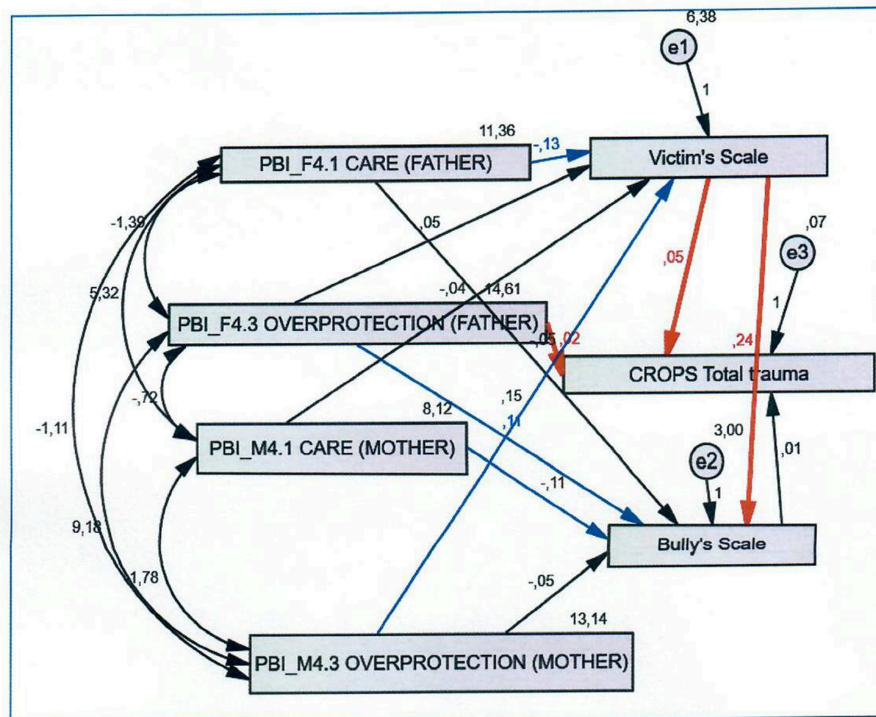 6,38
e1
1
11,36
-,13
PBI_F4.1 CARE (FATHER)
Victim's Scale
-1,39
,05
,05
,07
e3
5,32
-,04
14,61
1
PBI_F4.3 OVERPROTECTION (FATHER)
-,05
,02
,24
CROPS Total trauma
-,72
8,12
,15
,11
-1,11
3,00
PBI_M4.1 CARE (MOTHER)
e2
,01
-,11
1
9,18
-1,78
Bully's Scale
-,05
13,14
PBI_M4.3 OVERPROTECTION (MOTHER)